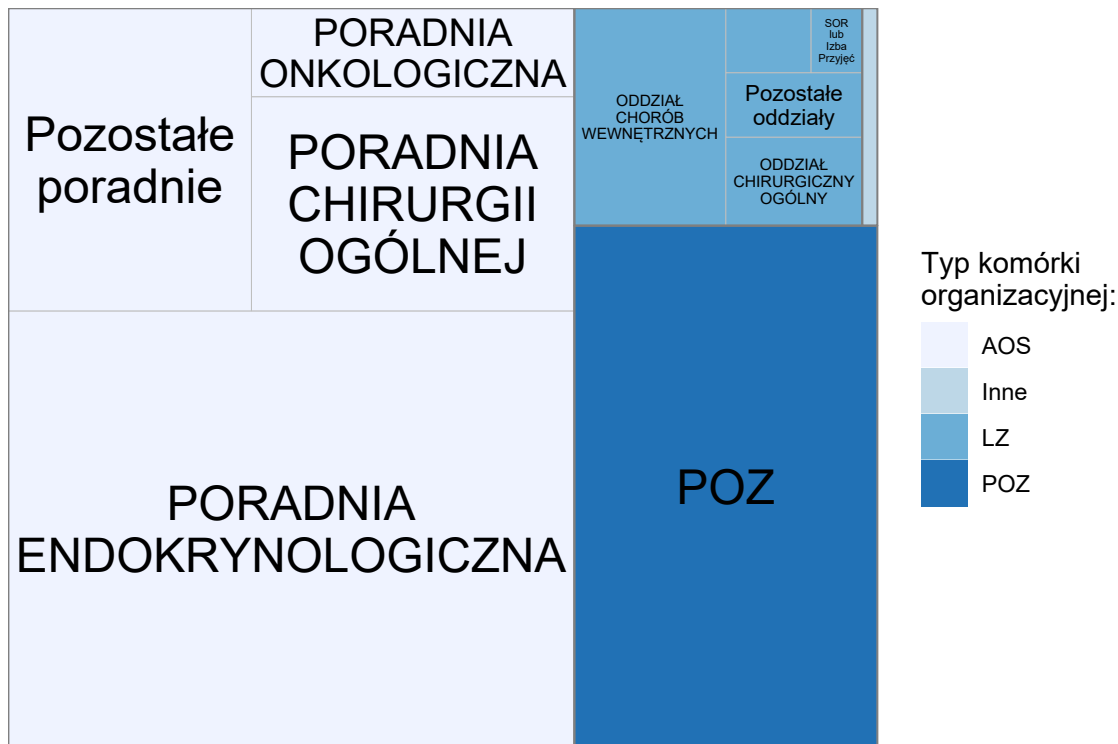 Pozostałe
poradnie
PORADNIA
ONKOLOGICZNA
PORADNIA
CHIRURGII
OGÓLNEJ
PORADNIA
ENDOKRYNOLOGICZNA
ODDZIAŁ
CHORÓB
WEWNĘTRZNYCH
SOR
lub
Izba
Przyjęć
Pozostałe
oddziały
ODDZIAŁ
CHIRURGICZNY
OGÓLNY
POZ
Typ komórki
organizacyjnej:
AOS
Inne
LZ
POZ